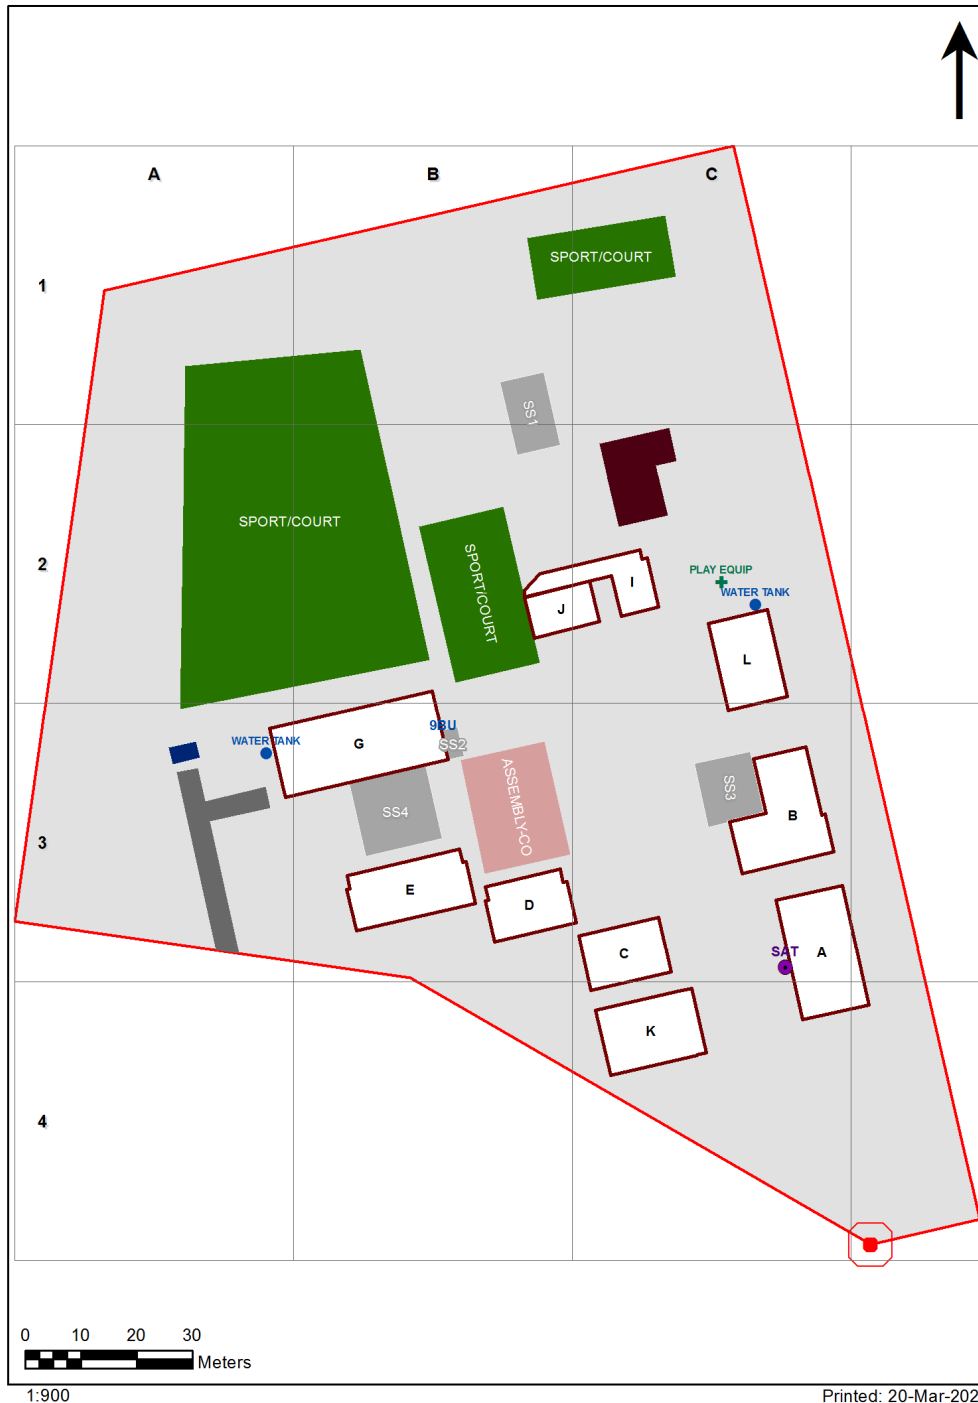 A
B
C
1
SPORT/COURT
SS1
2
SPORT/COURT
SPORT/COURT
PLAY EQUIP
WATER TANK
I
J
L
9BU
WATER TANK
G
SS2
ASSEMBLY-CO
SS3
SS4
B
3
E
D
SAT
C
A
K
4
0 10 20 30
Meters
1:900
Printed: 20-Mar-202